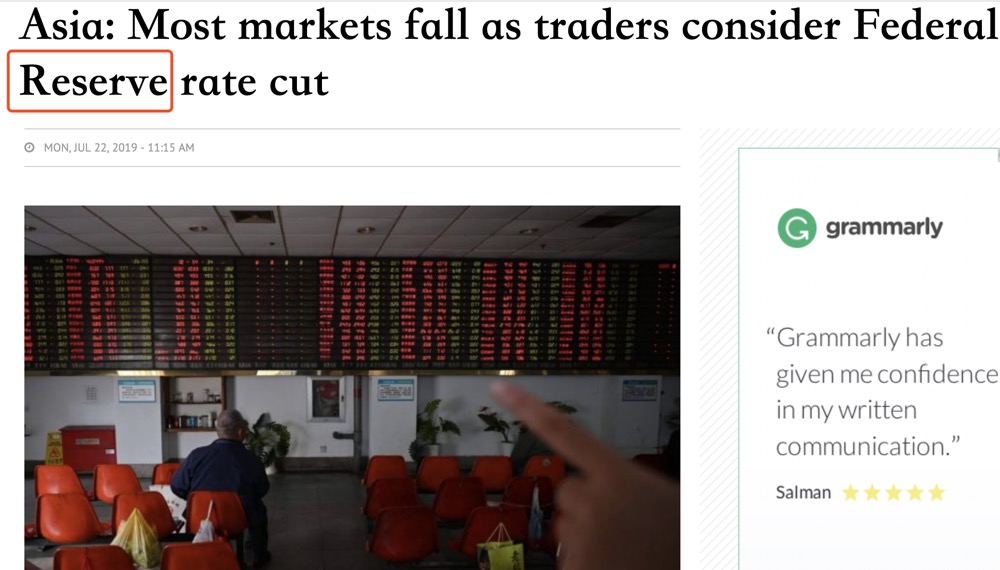 Asia: Most markets fall as traders consider Federal
Reserve rate cut
MON, JUL 22, 2019 - 11:15 AM
grammarly
“Grammarly has
given me confidence
in my written
communication.”
Salman